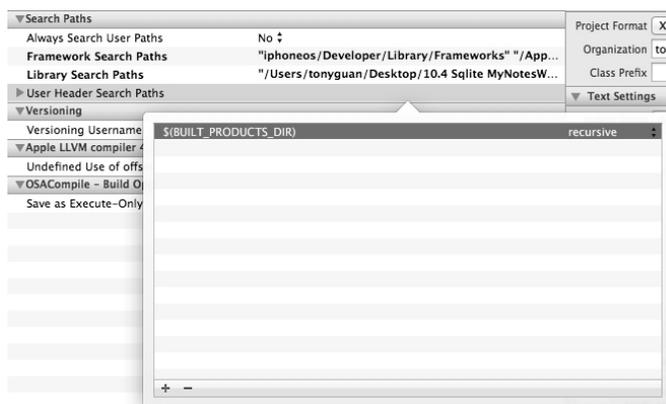 Search Paths
Always Search User Paths No
Framework Search Paths "iphoneos/Developer/Library/Frameworks" "/App...
Library Search Paths "/Users/tonyguan/Desktop/10.4 Sqlite MyNotesW...
User Header Search Paths
Versioning
Versioning Username
Apple LLVM compiler 4
Undefined Use of offs
OSACompile - Build Op
Save as Execute-Only
$(BUILT_PRODUCTS_DIR) recursive
+ -
Project Format X
Organization to
Class Prefix
Text Settings